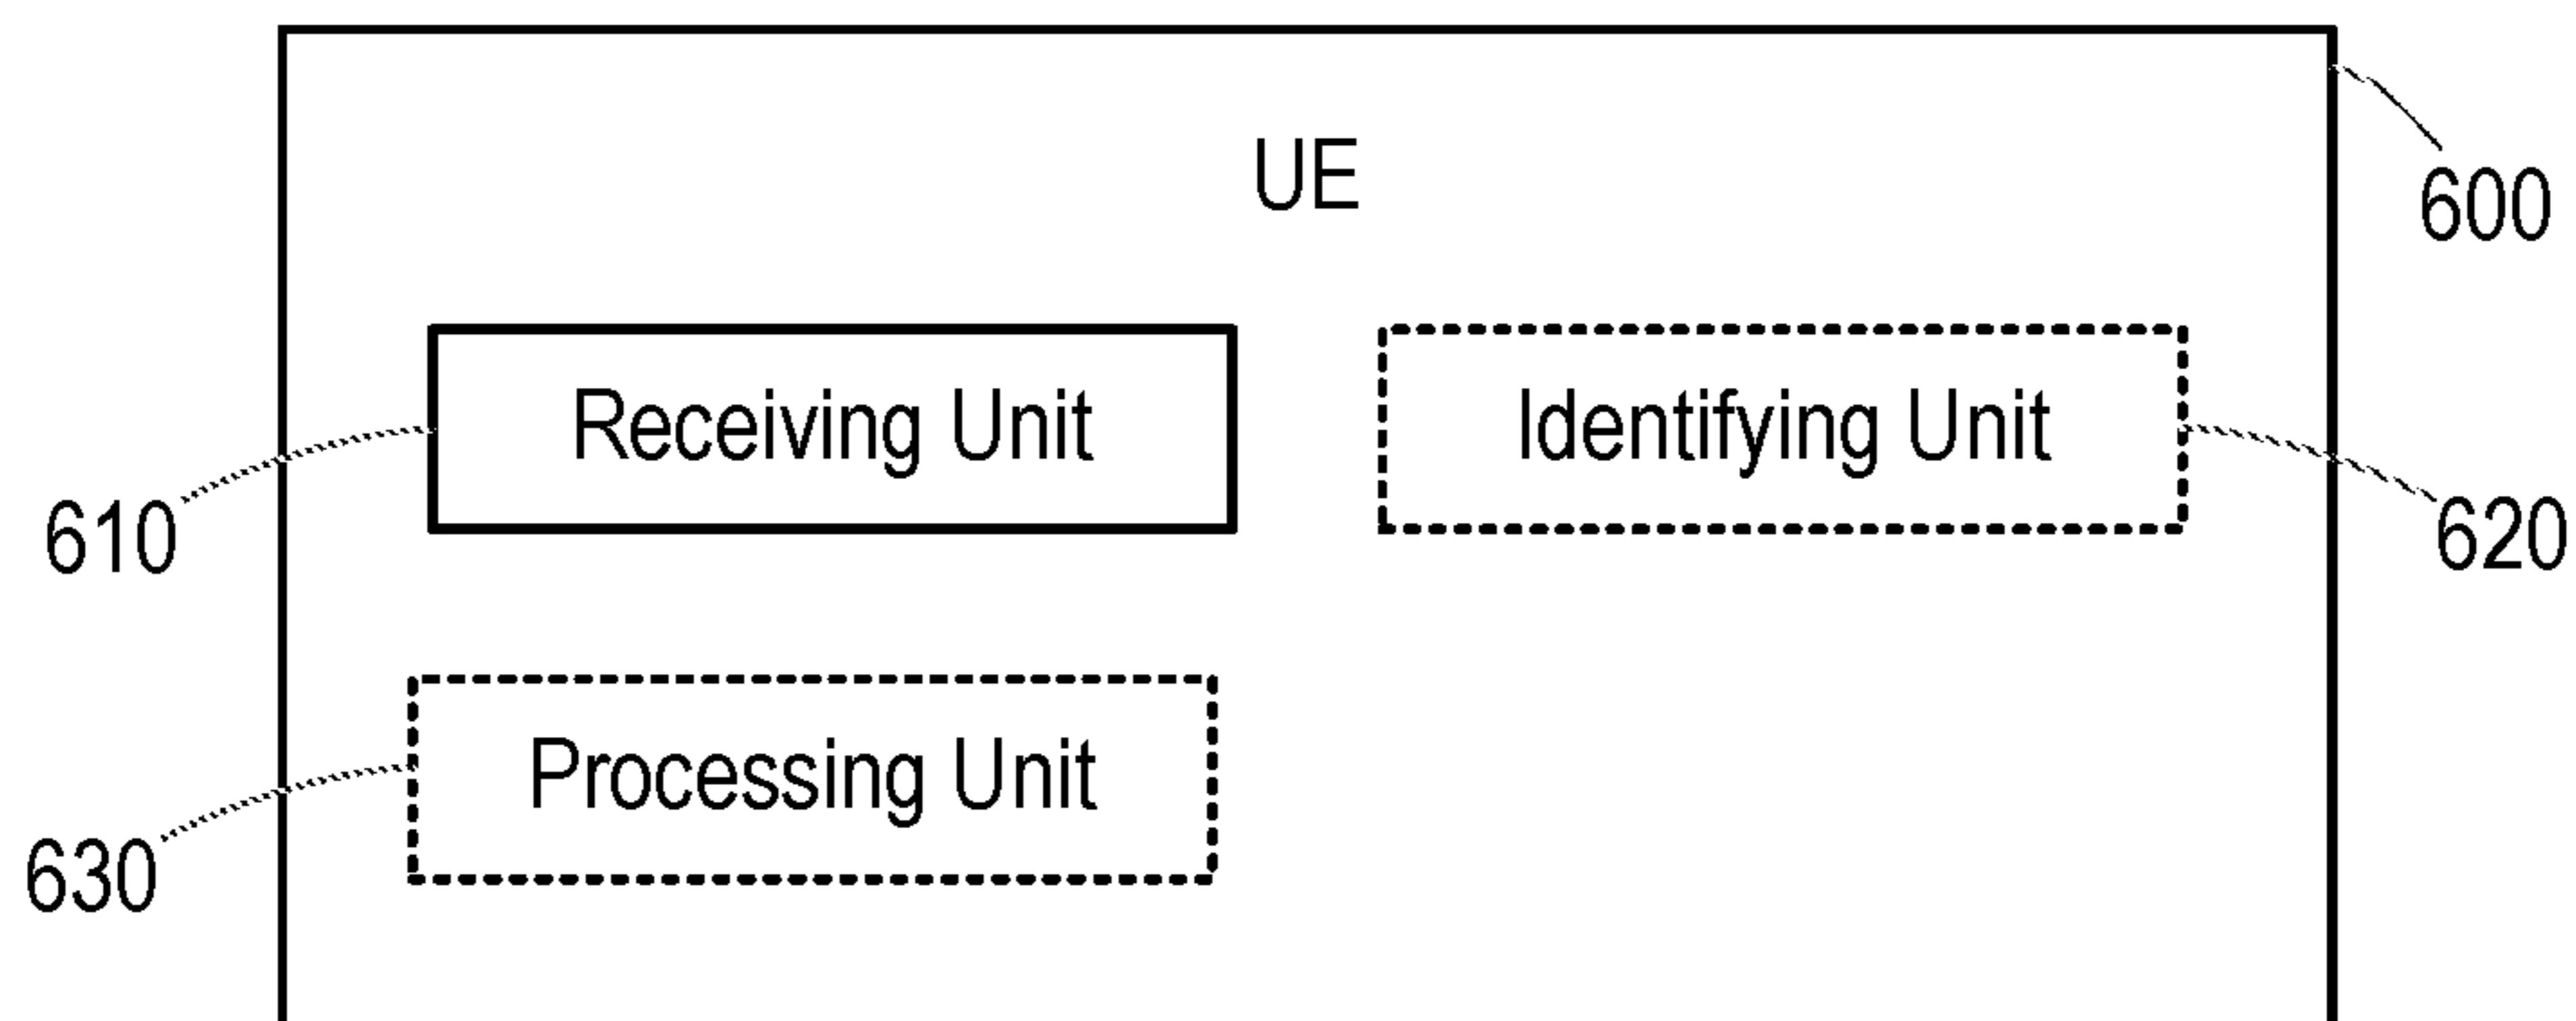 UE
600
Receiving Unit
Identifying Unit
610
620
Processing Unit
630